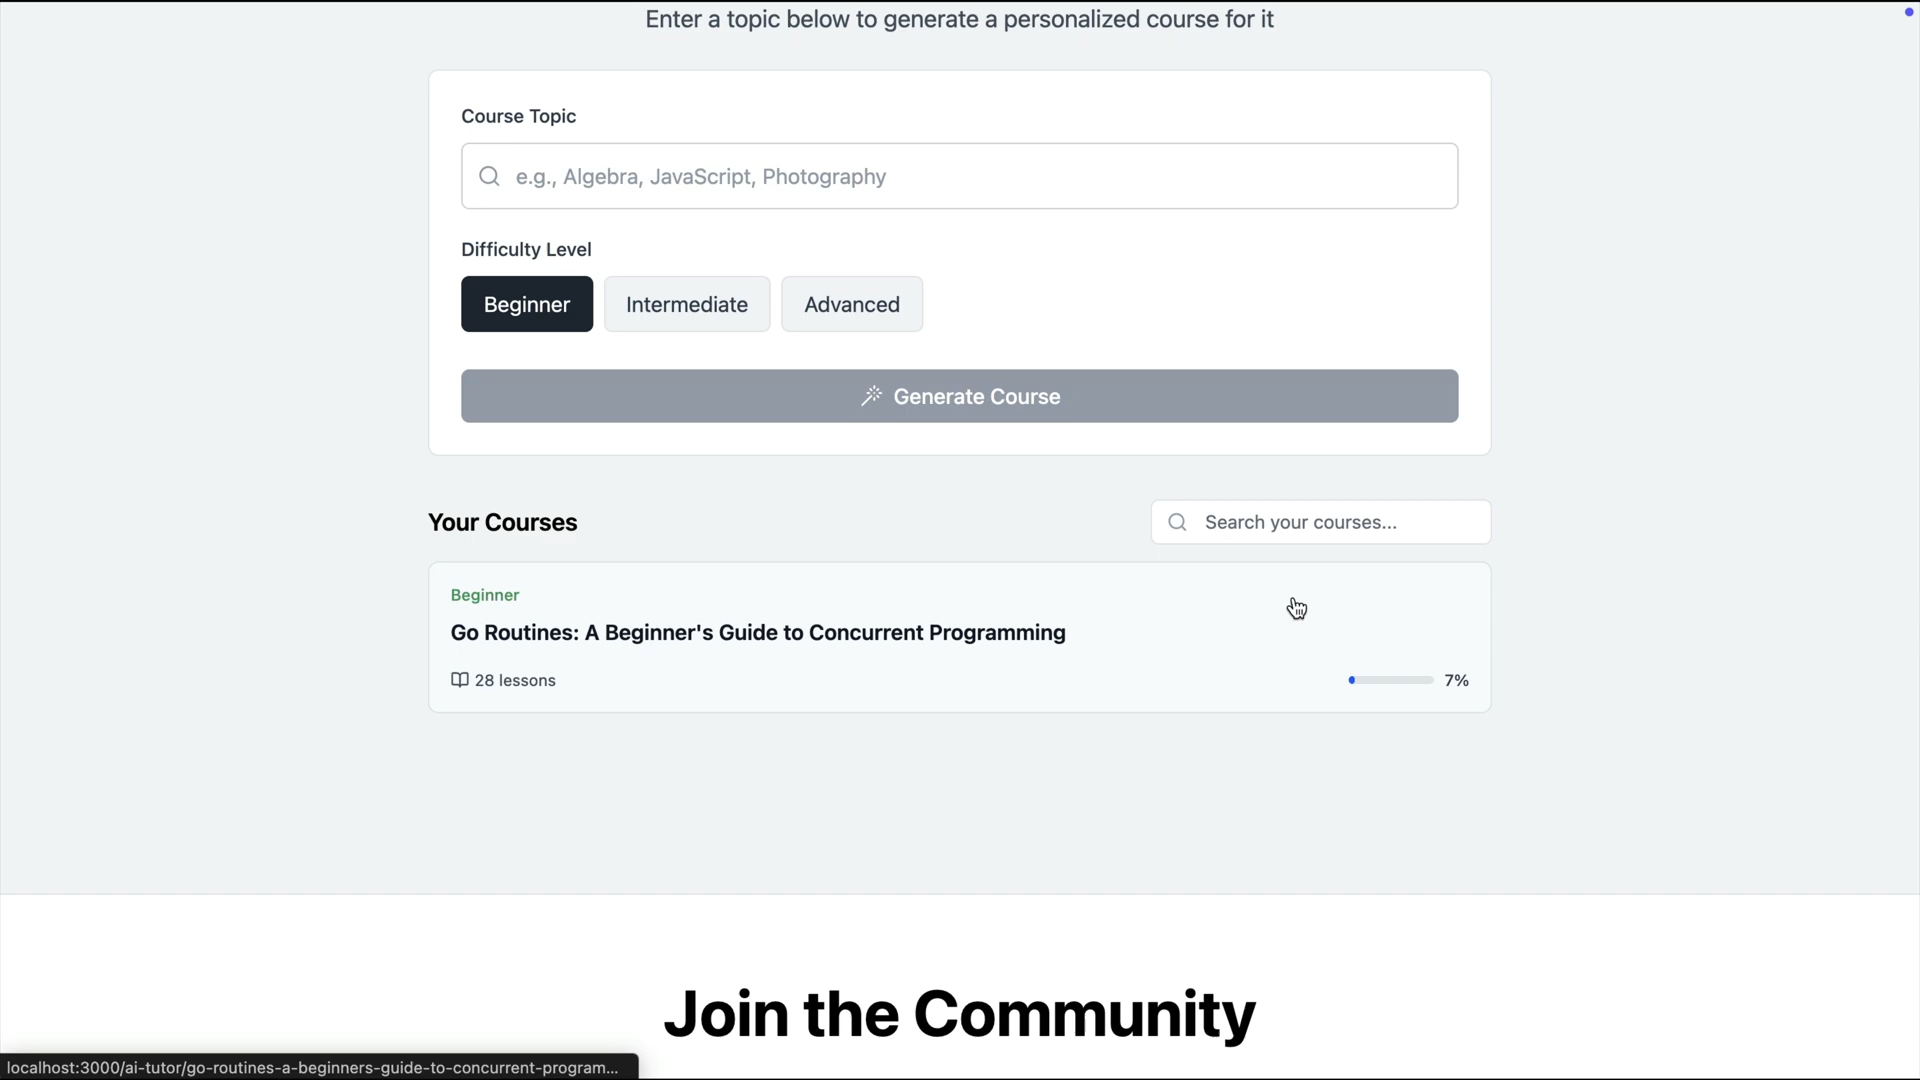 Enter a topic below to generate a personalized course for it
Course Topic
e.g., Algebra, JavaScript, Photography
Difficulty Level
Beginner
Intermediate
Advanced
Generate Course
Your Courses
Search your courses...
Beginner
Go Routines: A Beginner's Guide to Concurrent Programming
28 lessons
7%
Join the Community
localhost:3000/ai-tutor/go-routines-a-beginners-guide-to-concurrent-program...